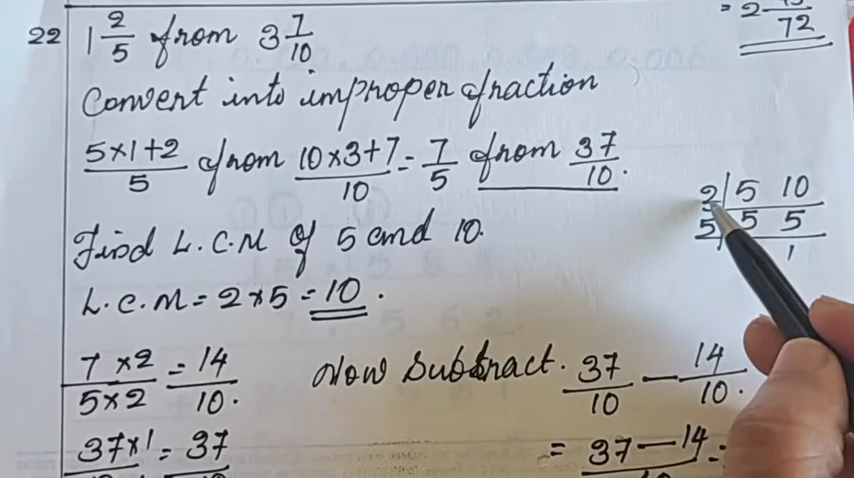 = 2 72
22 1 2/5 from 3 7/10
Convert into improper fraction
5×1+2/5 from 10×3+7/10 = 7/5 from 37/10.
2 | 5 10
5 | 5 5
1
Find L.C.M of 5 and 10.
L.C.M = 2×5 = 10.
7×2/5×2 = 14/10. Now Subtract. 37/10 — 14/10.
37×1 = 37 = 37—14 =